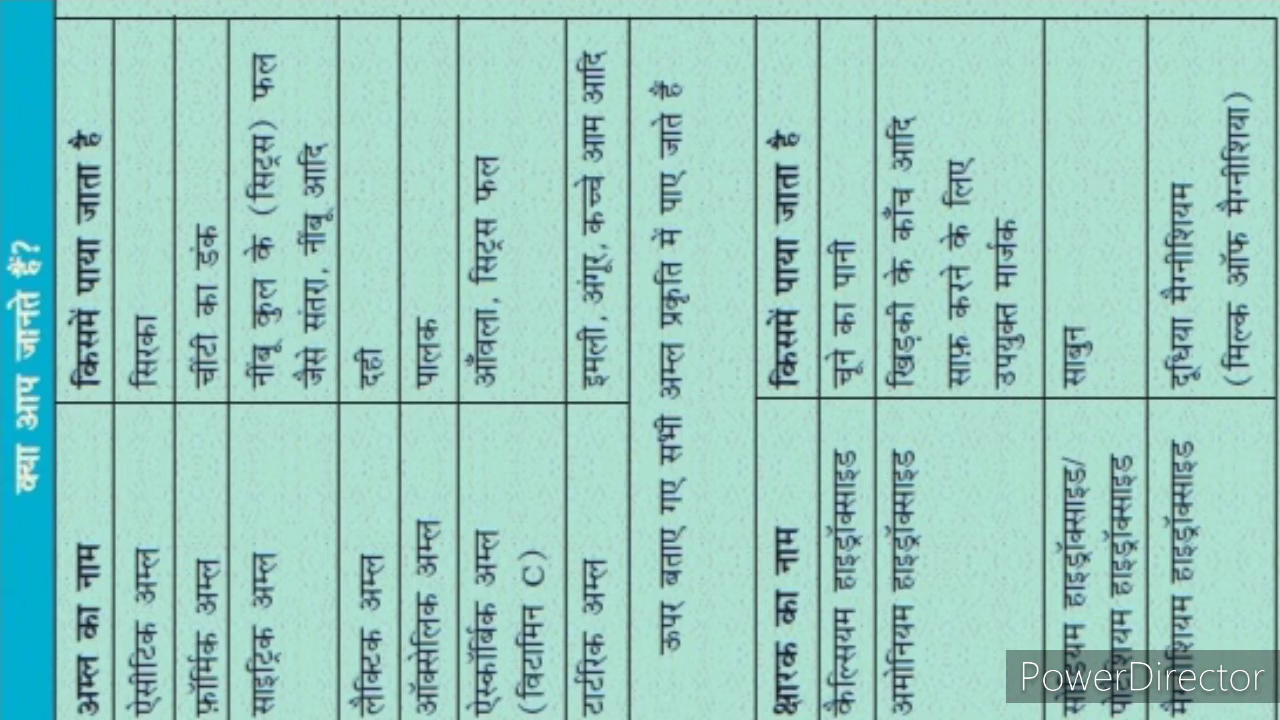 क्या आप जानते हैं?
अम्ल का नाम किसमें पाया जाता है
ऐसीटिक अम्ल सिरका
फ़ॉर्मिक अम्ल चींटी का डंक
साइट्रिक अम्ल नींबू कुल के (सिट्रस) फल
जैसे संतरा, नींबू आदि
लैक्टिक अम्ल दही
ऑक्सेलिक अम्ल पालक
ऐस्कॉर्बिक अम्ल आँवला, सिट्रस फल
(विटामिन C)
टार्टरिक अम्ल इमली, अंगूर, कच्चे आम आदि
ऊपर बताए गए सभी अम्ल प्रकृति में पाए जाते हैं
क्षारक का नाम किसमें पाया जाता है
कैल्सियम हाइड्रॉक्साइड चूने का पानी
अमोनियम हाइड्रॉक्साइड खिड़की के काँच आदि
साफ़ करने के लिए
उपयुक्त मार्जक
सोडियम हाइड्रॉक्साइड/ साबुन
पोटैशियम हाइड्रॉक्साइड
मैग्नीशियम हाइड्रॉक्साइड दूधिया मैग्नीशियम
(मिल्क ऑफ मैग्नीशिया)
PowerDirector